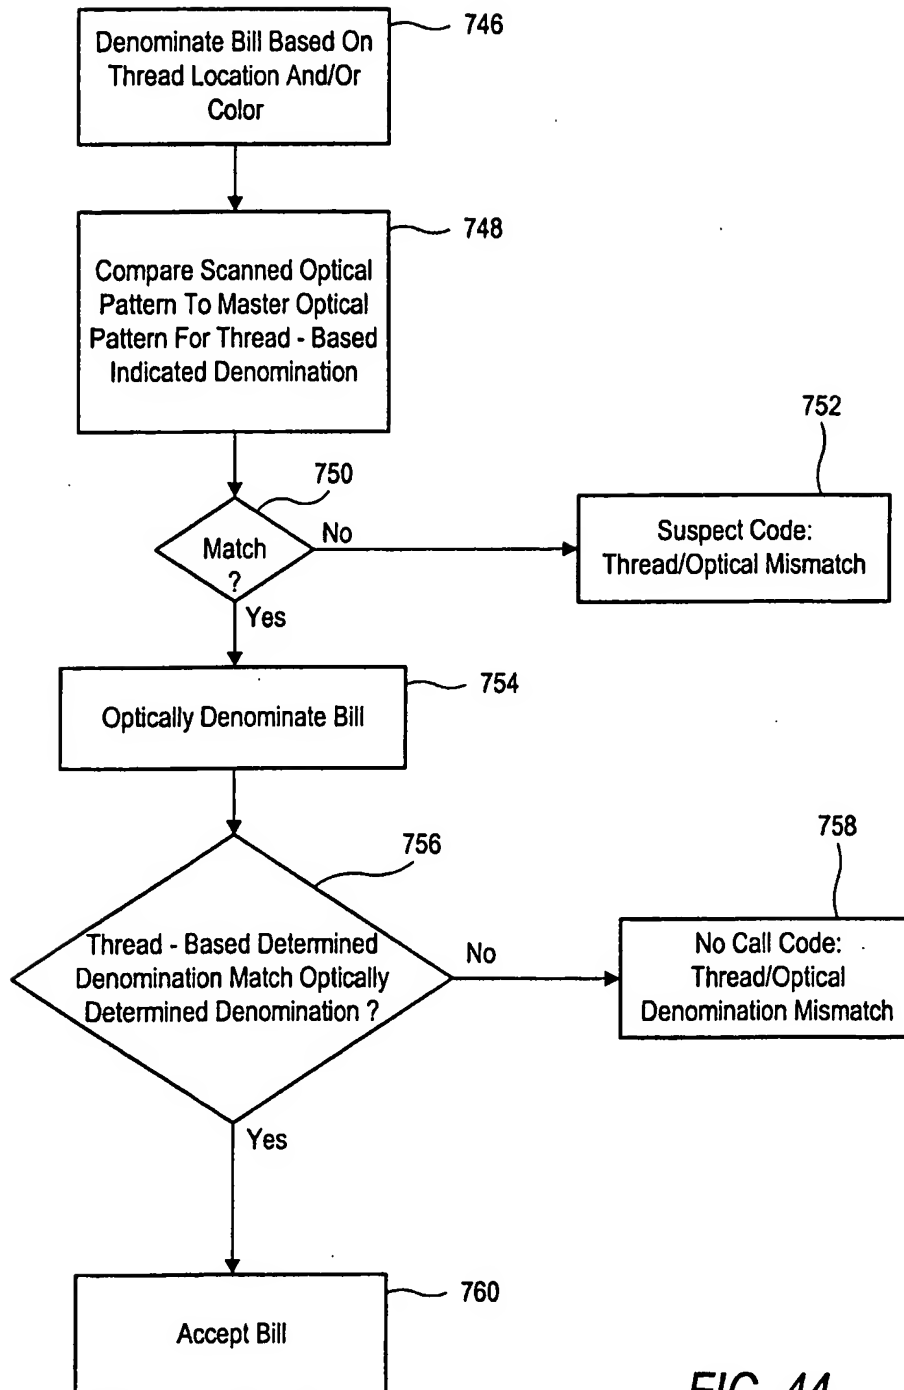 Denominate Bill Based On
Thread Location And/Or
Color
746
Compare Scanned Optical
Pattern To Master Optical
Pattern For Thread - Based
Indicated Denomination
748
750
Match
?
No
Yes
752
Suspect Code:
Thread/Optical Mismatch
Optically Denominate Bill
754
756
Thread - Based Determined
Denomination Match Optically
Determined Denomination ?
No
Yes
758
No Call Code:
Thread/Optical
Denomination Mismatch
760
Accept Bill
FIG. 44